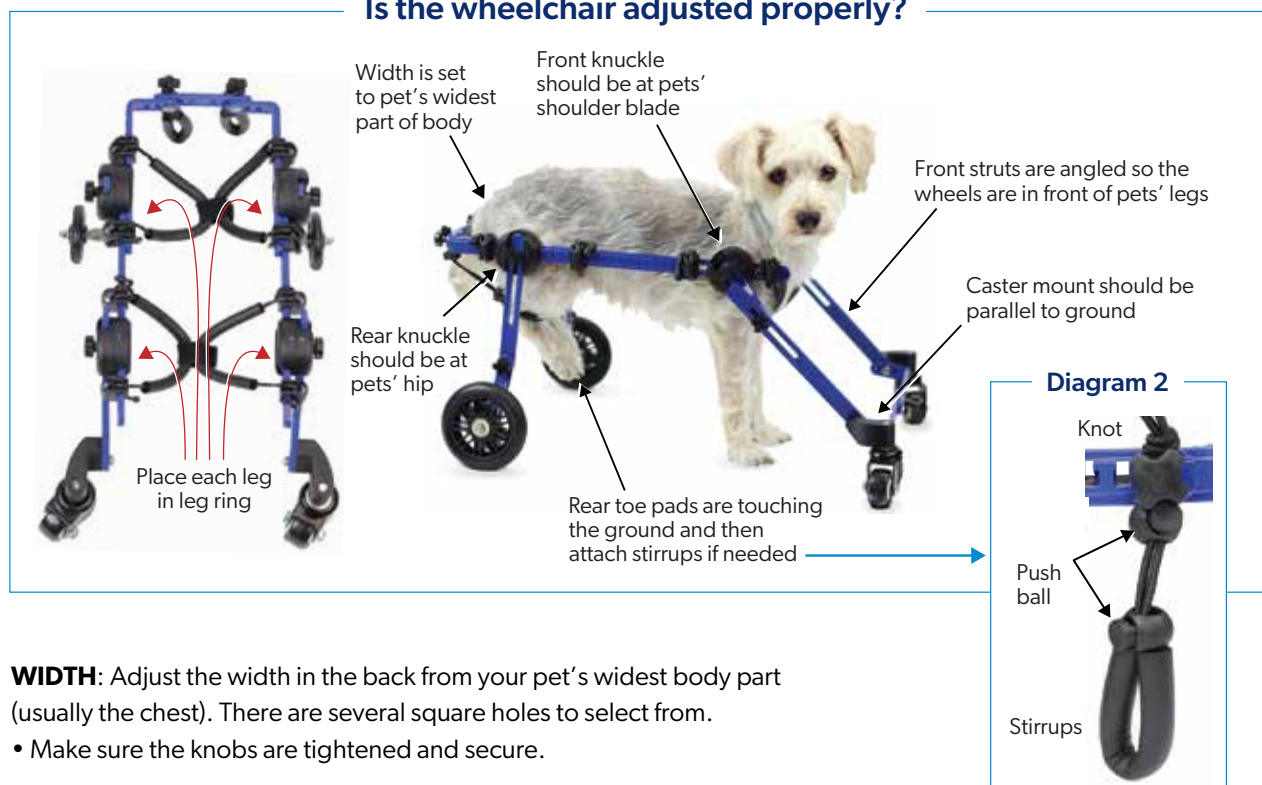 Is the wheelchair adjusted properly?
Width is set
to pet's widest
part of body
Front knuckle
should be at pets'
shoulder blade
Front struts are angled so the
wheels are in front of pets' legs
Caster mount should be
parallel to ground
Rear knuckle
should be at
pets' hip
Place each leg
in leg ring
Rear toe pads are touching
the ground and then
attach stirrups if needed
Diagram 2
Knot
Push
ball
Stirrups
WIDTH: Adjust the width in the back from your pet's widest body part
(usually the chest). There are several square holes to select from.
• Make sure the knobs are tightened and secure.